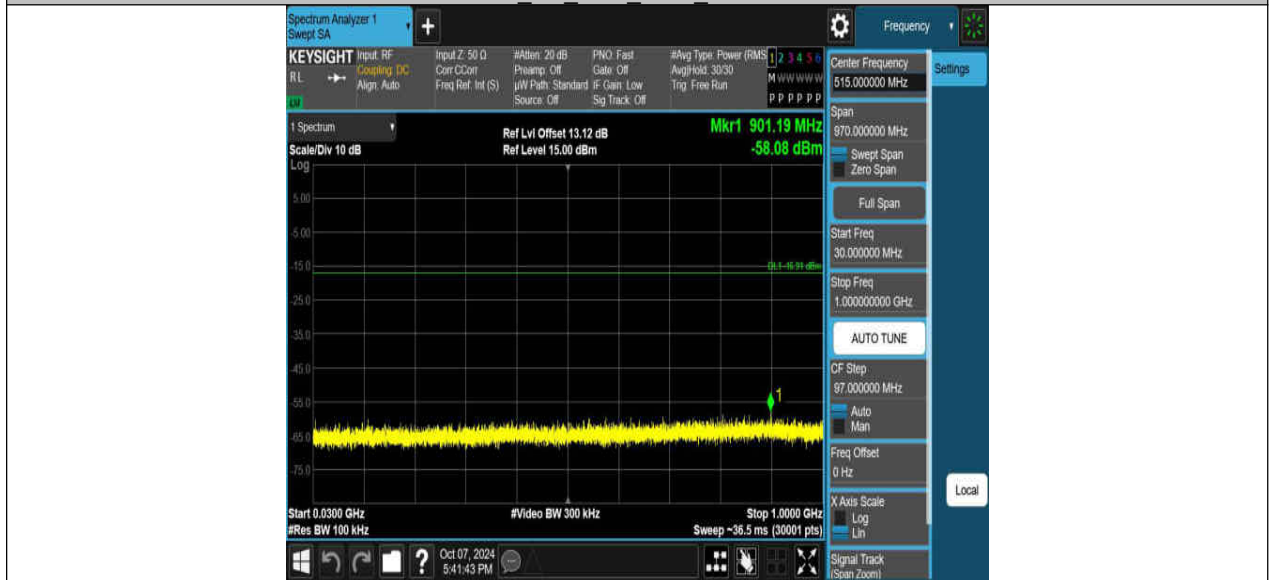 Spectrum Analyzer 1
Swept SA
+
Frequency
KEYSIGHT
RL
LM
Input: RF
Coupling: DC
Align: Auto
Input Z: 50 Ω
Corr CCorr
Freq Ref: Int (S)
#Atten: 20 dB
Preamp: Off
µW Path: Standard
Source: Off
PNO: Fast
Gate: Off
IF Gain: Low
Sig Track: Off
#Avg Type: Power (RMS
Avg|Hold: 30/30
Trig: Free Run
1 2 3 4 5 6
M W W W W W
P P P P P P
1 Spectrum
Scale/Div 10 dB
Log
Ref Lvl Offset 13.12 dB
Ref Level 15.00 dBm
Mkr1 901.19 MHz
-58.08 dBm
5.00
-5.00
-15.0
DL1 -16.91 dBm
-25.0
-35.0
-45.0
1
-55.0
-65.0
-75.0
Start 0.0300 GHz
#Res BW 100 kHz
#Video BW 300 kHz
Stop 1.0000 GHz
Sweep ~36.5 ms (30001 pts)
?
Oct 07, 2024
5:41:43 PM
Center Frequency
515.000000 MHz
Settings
Span
970.000000 MHz
Swept Span
Zero Span
Full Span
Start Freq
30.000000 MHz
Stop Freq
1.000000000 GHz
AUTO TUNE
CF Step
97.000000 MHz
Auto
Man
Freq Offset
0 Hz
Local
X Axis Scale
Log
Lin
Signal Track
(Span Zoom)